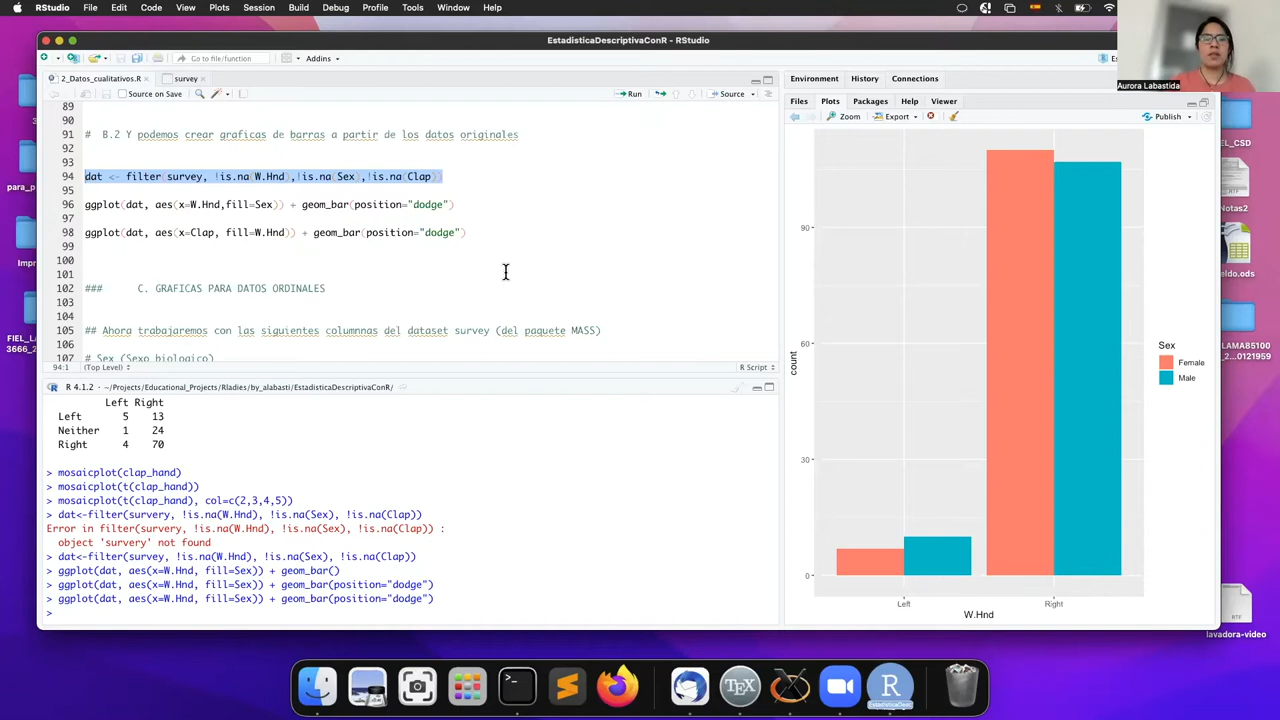 RStudio File Edit Code View Plots Session Build Debug Profile Tools Window Help
EstadisticaDescriptivaConR - RStudio
Go to file/function
Addins
2_Datos_cualitativos.R
survey
Source on Save
Run
Source
89
90
91 # B.2 Y podemos crear graficas de barras a partir de los datos originales
92
93
94 dat <- filter(survey, !is.na(W.Hnd),!is.na(Sex),!is.na(Clap))
95
96 ggplot(dat, aes(x=W.Hnd,fill=Sex)) + geom_bar(position="dodge")
97
98 ggplot(dat, aes(x=Clap, fill=W.Hnd)) + geom_bar(position="dodge")
99
100
101
102 ### C. GRAFICAS PARA DATOS ORDINALES
103
104
105 ## Ahora trabajaremos con las siguientes columnnas del dataset survey (del paquete MASS)
106
107 # Sex (Sexo biologico)
94:1 (Top Level) R Script
R 4.1.2 · ~/Projects/Educational_Projects/Rladies/by_alabasti/EstadisticaDescriptivaConR/
Left Right
Left 5 13
Neither 1 24
Right 4 70
> mosaicplot(clap_hand)
> mosaicplot(t(clap_hand))
> mosaicplot(t(clap_hand), col=c(2,3,4,5))
> dat<-filter(survery, !is.na(W.Hnd), !is.na(Sex), !is.na(Clap))
Error in filter(survery, !is.na(W.Hnd), !is.na(Sex), !is.na(Clap)) :
object 'survery' not found
> dat<-filter(survey, !is.na(W.Hnd), !is.na(Sex), !is.na(Clap))
> ggplot(dat, aes(x=W.Hnd, fill=Sex)) + geom_bar()
> ggplot(dat, aes(x=W.Hnd, fill=Sex)) + geom_bar(position="dodge")
> ggplot(dat, aes(x=W.Hnd, fill=Sex)) + geom_bar(position="dodge")
>
Environment History Connections
Files Plots Packages Help Viewer
Zoom Export Publish
90
60
30
0
count
Left Right
W.Hnd
Sex
Female
Male
Aurora Labastida
Notas2
lavadora-video
TEX
R